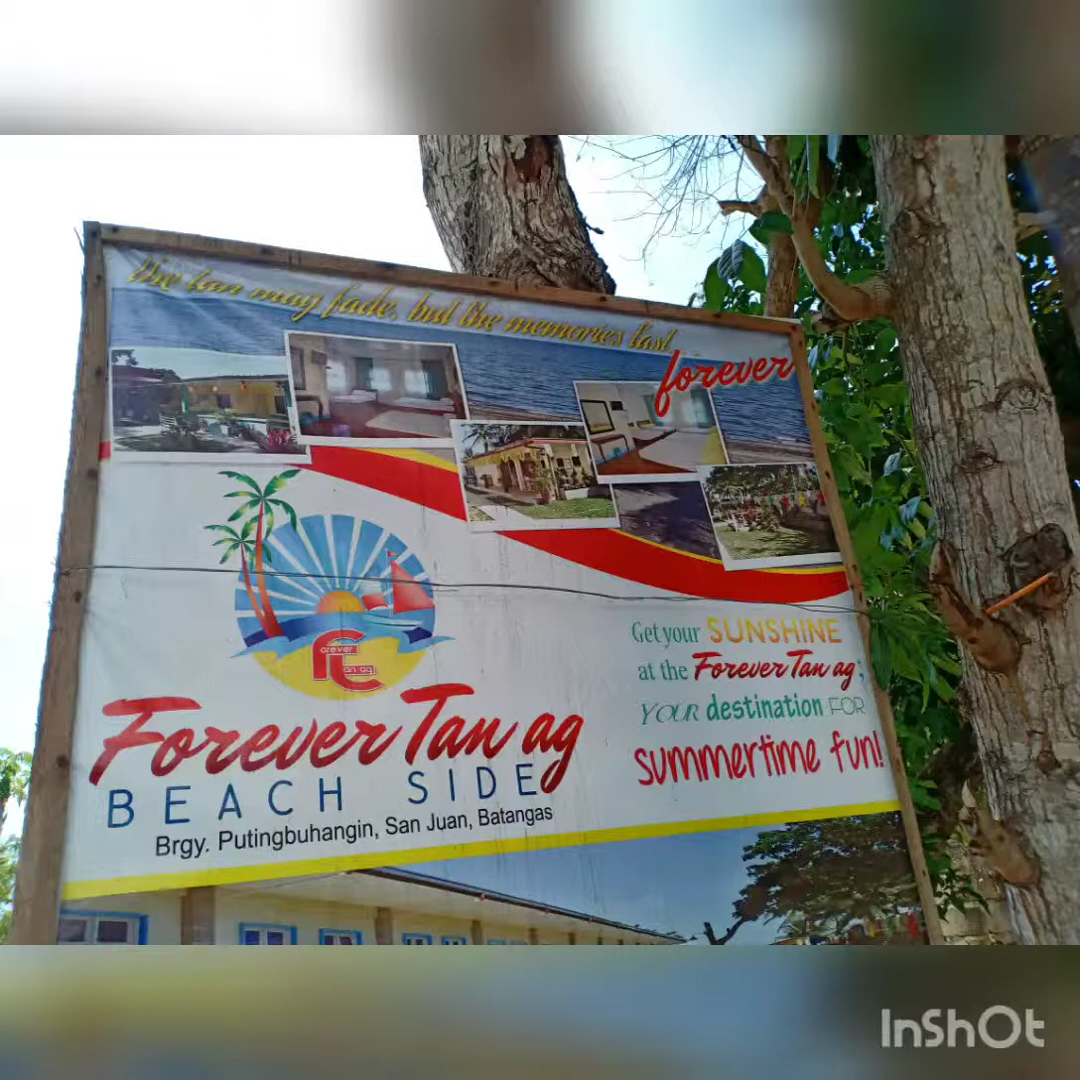 the tan may fade, but the memories last
forever
Forever
Tan ag
Forever Tan ag
BEACH SIDE
Brgy. Putingbuhangin, San Juan, Batangas
Get your SUNSHINE
at the Forever Tan ag;
YOUR destination FOR
summertime fun!
InShOt